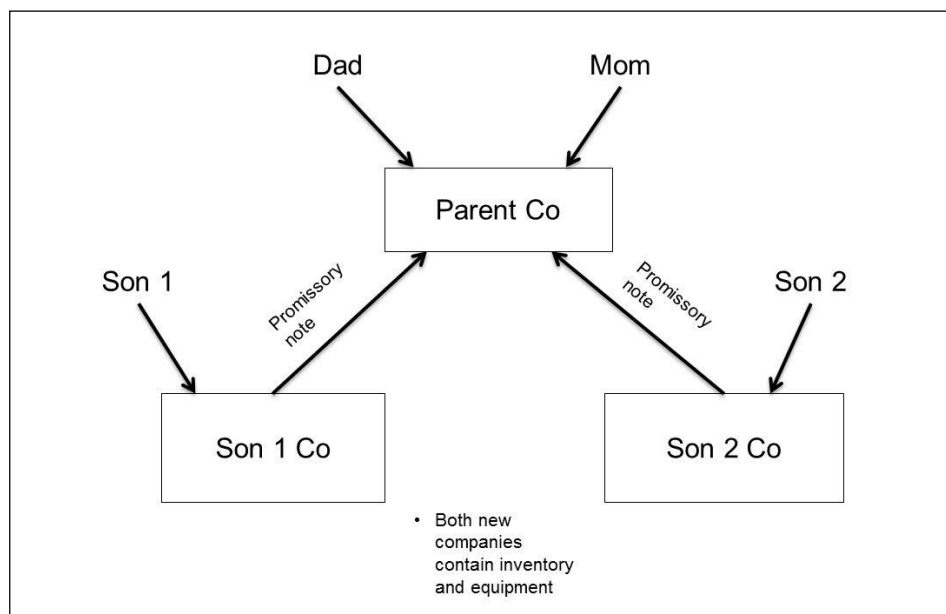 Dad
Mom
Parent Co
Son 1
Promissory
note
Promissory
note
Son 2
Son 1 Co
Son 2 Co
• Both new
companies
contain inventory
and equipment